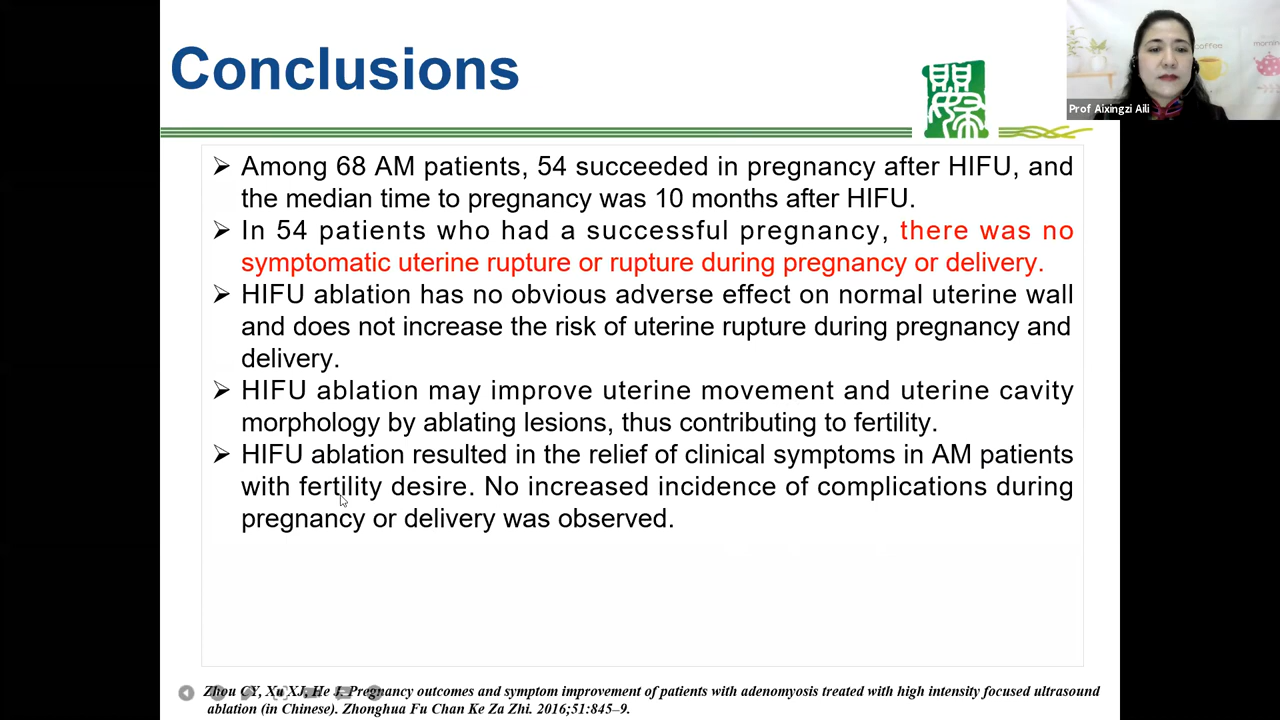 Conclusions
Prof Aixingzi Aili
➢ Among 68 AM patients, 54 succeeded in pregnancy after HIFU, and
the median time to pregnancy was 10 months after HIFU.
➢ In 54 patients who had a successful pregnancy, there was no
symptomatic uterine rupture or rupture during pregnancy or delivery.
➢ HIFU ablation has no obvious adverse effect on normal uterine wall
and does not increase the risk of uterine rupture during pregnancy and
delivery.
➢ HIFU ablation may improve uterine movement and uterine cavity
morphology by ablating lesions, thus contributing to fertility.
➢ HIFU ablation resulted in the relief of clinical symptoms in AM patients
with fertility desire. No increased incidence of complications during
pregnancy or delivery was observed.
Zhou CY, Xu XJ, He J. Pregnancy outcomes and symptom improvement of patients with adenomyosis treated with high intensity focused ultrasound
ablation (in Chinese). Zhonghua Fu Chan Ke Za Zhi. 2016;51:845–9.